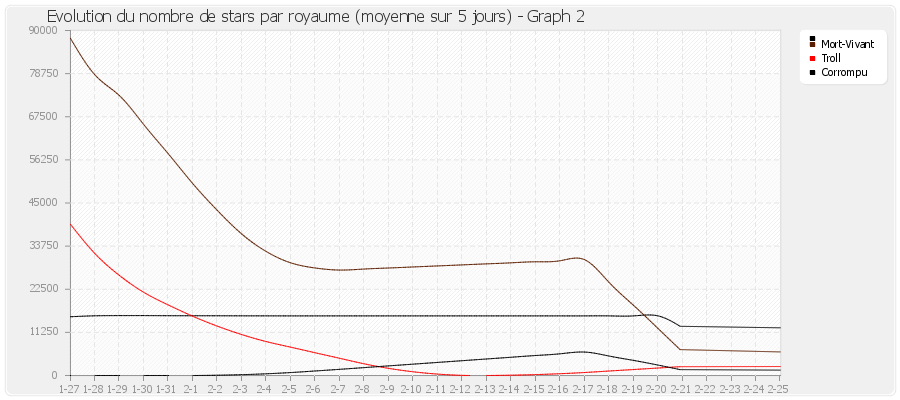 Evolution du nombre de stars par royaume (moyenne sur 5 jours) - Graph 2
90000
78750
67500
56250
45000
33750
22500
11250
0
1-27 1-28 1-29 1-30 1-31 2-1 2-2 2-3 2-4 2-5 2-6 2-7 2-8 2-9 2-10 2-11 2-12 2-13 2-14 2-15 2-16 2-17 2-18 2-19 2-20 2-21 2-22 2-23 2-24 2-25
Mort-Vivant
Troll
Corrompu